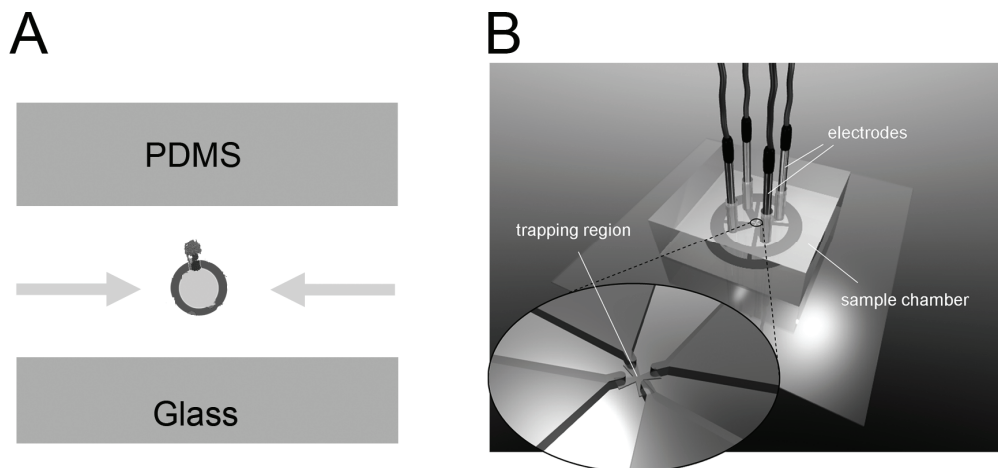 A
PDMS
Glass
B
electrodes
trapping region
sample chamber